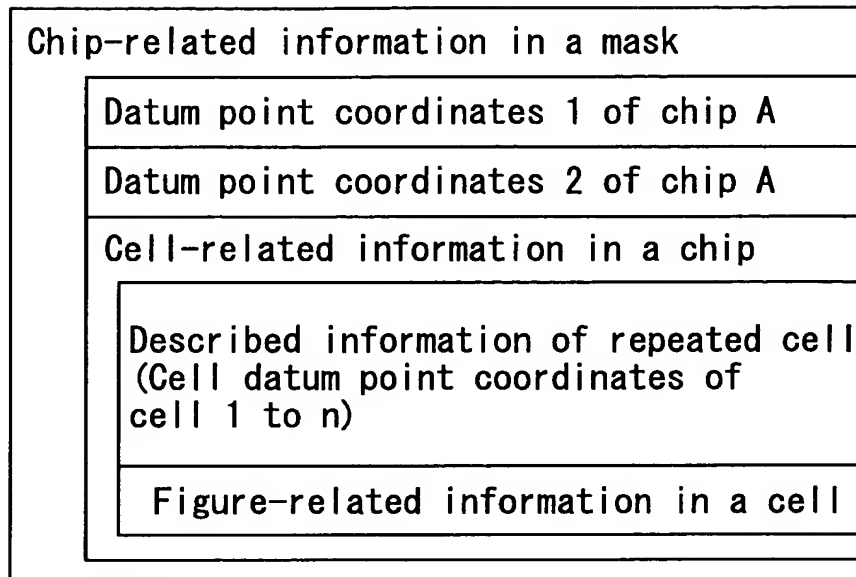 Chip-related information in a mask
Datum point coordinates 1 of chip A
Datum point coordinates 2 of chip A
Cell-related information in a chip
Described information of repeated cell
(Cell datum point coordinates of
cell 1 to n)
Figure-related information in a cell